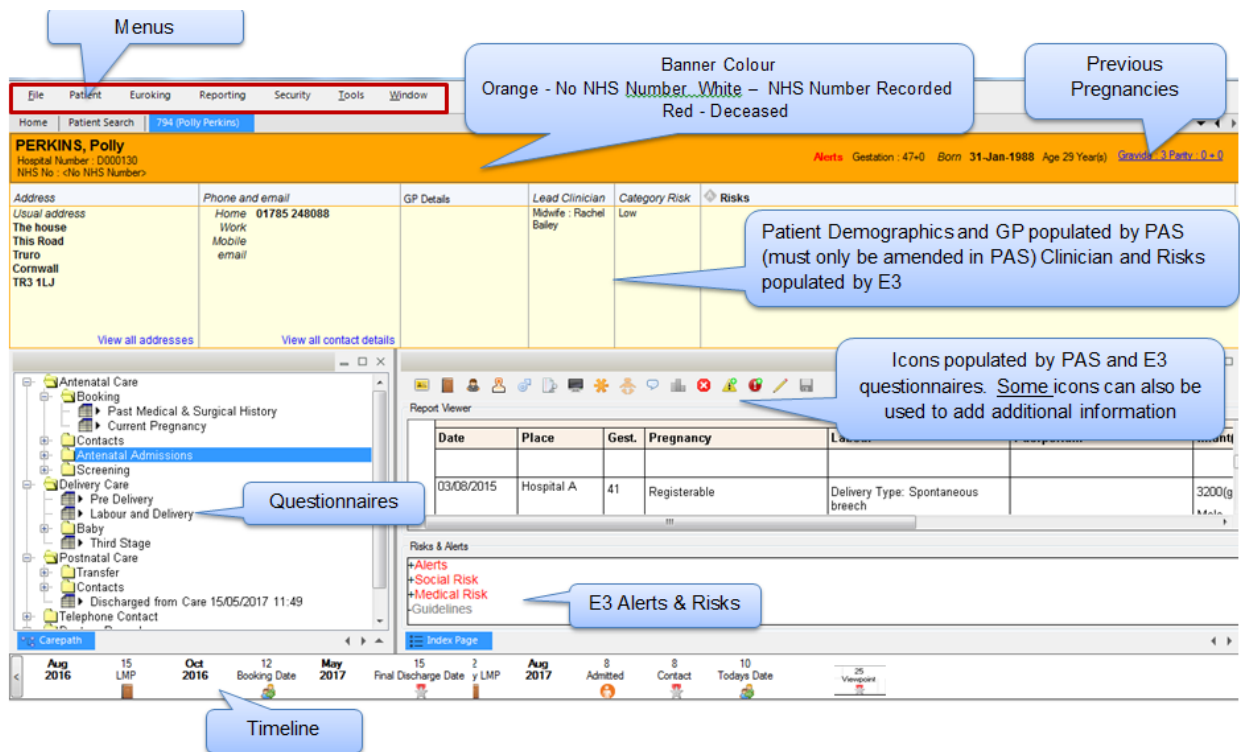 Menus
Banner Colour
Orange - No NHS Number White – NHS Number Recorded
Red - Deceased
Previous
Pregnancies
File Patient Euroking Reporting Security Tools Window
Home Patient Search 794 (Polly Perkins)
PERKINS, Polly
Hospital Number : D000130
NHS No : <No NHS Number>
Alerts Gestation : 47+0 Born 31-Jan-1988 Age 29 Year(s) Gravida : 3 Parity : 0 + 0
Address Phone and email GP Details Lead Clinician Category Risk Risks
Usual address Home 01785 248088 Midwife : Rachel Low
The house Work Bailey
This Road Mobile
Truro email
Cornwall
TR3 1LJ
View all addresses View all contact details
Patient Demographics and GP populated by PAS
(must only be amended in PAS) Clinician and Risks
populated by E3
Antenatal Care
Booking
Past Medical & Surgical History
Current Pregnancy
Contacts
Antenatal Admissions
Screening
Delivery Care
Pre Delivery
Labour and Delivery
Baby
Third Stage
Postnatal Care
Transfer
Contacts
Discharged from Care 15/05/2017 11:49
Telephone Contact
Carepath
Questionnaires
Icons populated by PAS and E3
questionnaires. Some icons can also be
used to add additional information
Report Viewer
Date Place Gest. Pregnancy
03/08/2015 Hospital A 41 Registerable Delivery Type: Spontaneous 3200(g
breech
Risks & Alerts
+Alerts
+Social Risk
+Medical Risk
-Guidelines
E3 Alerts & Risks
Index Page
Aug 15 Oct 12 May 15 2 Aug 8 8 10 25
2016 LMP 2016 Booking Date 2017 Final Discharge Date y LMP 2017 Admitted Contact Todays Date Viewpoint
Timeline